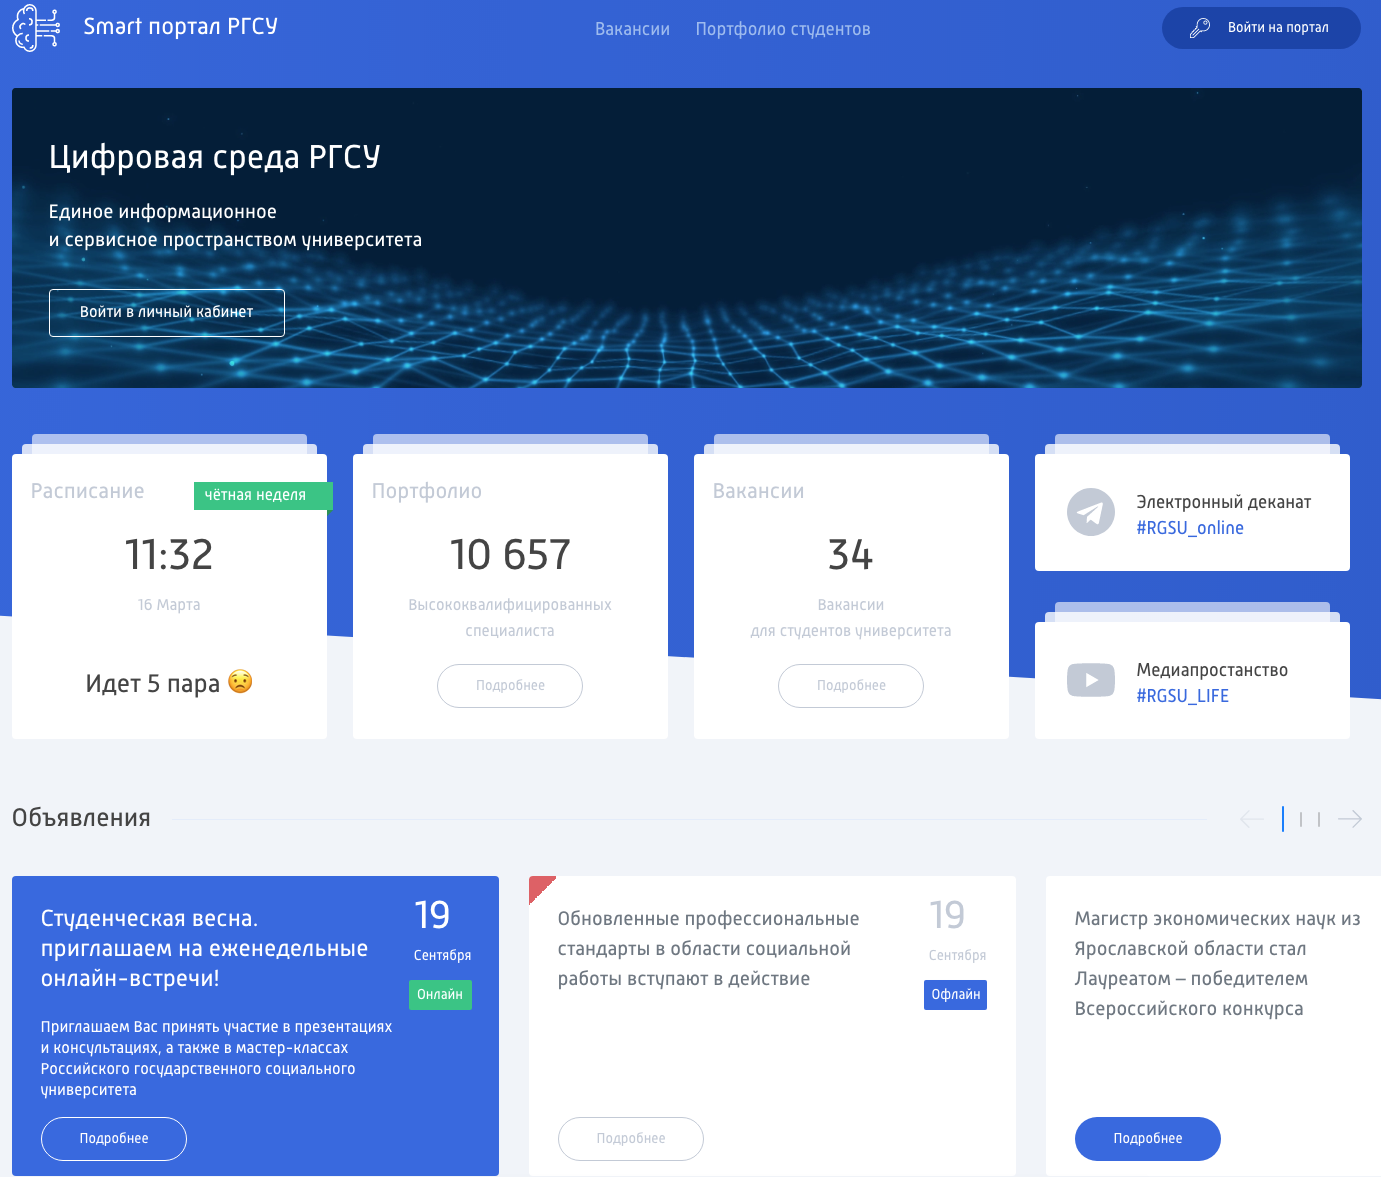 Smart портал РГСУ
Вакансии
Портфолио студентов
Войти на портал
Цифровая среда РГСУ
Единое информационное
и сервисное пространством университета
Войти в личный кабинет
Расписание
чётная неделя
11:32
16 Марта
Идет 5 пара 😟
Портфолио
10 657
Высококвалифицированных
специалиста
Подробнее
Вакансии
34
Вакансии
для студентов университета
Подробнее
Электронный деканат
#RGSU_online
Медиапростанство
#RGSU_LIFE
Объявления
Студенческая весна.
приглашаем на еженедельные
онлайн-встречи!
19
Сентября
Онлайн
Приглашаем Вас принять участие в презентациях
и консультациях, а также в мастер-классах
Российского государственного социального
университета
Подробнее
Обновленные профессиональные
стандарты в области социальной
работы вступают в действие
19
Сентября
Офлайн
Подробнее
Магистр экономических наук из
Ярославской области стал
Лауреатом – победителем
Всероссийского конкурса
Подробнее